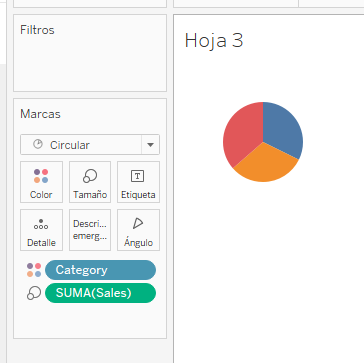 Filtros
Hoja 3
Marcas
Circular
Color
Tamaño
Etiqueta
Detalle
Descri...
emerg...
Ángulo
Category
SUMA(Sales)